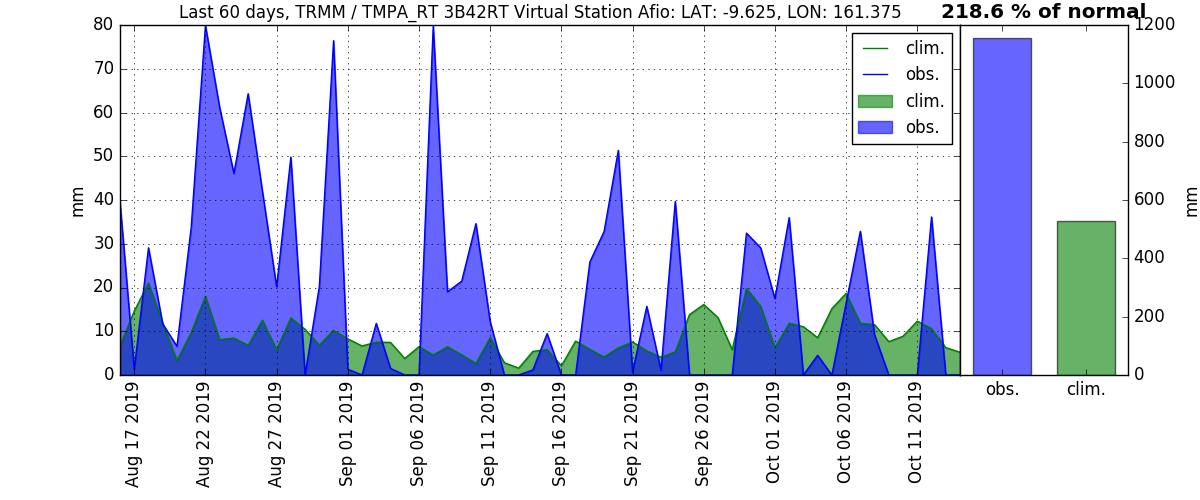 Last 60 days, TRMM / TMPA_RT 3B42RT Virtual Station Afio: LAT: -9.625, LON: 161.375
218.6 % of normal
80
70
60
50
40
30
20
10
0
mm
clim.
obs.
clim.
obs.
1200
1000
800
600
400
200
0
mm
Aug 17 2019
Aug 22 2019
Aug 27 2019
Sep 01 2019
Sep 06 2019
Sep 11 2019
Sep 16 2019
Sep 21 2019
Sep 26 2019
Oct 01 2019
Oct 06 2019
Oct 11 2019
obs.
clim.